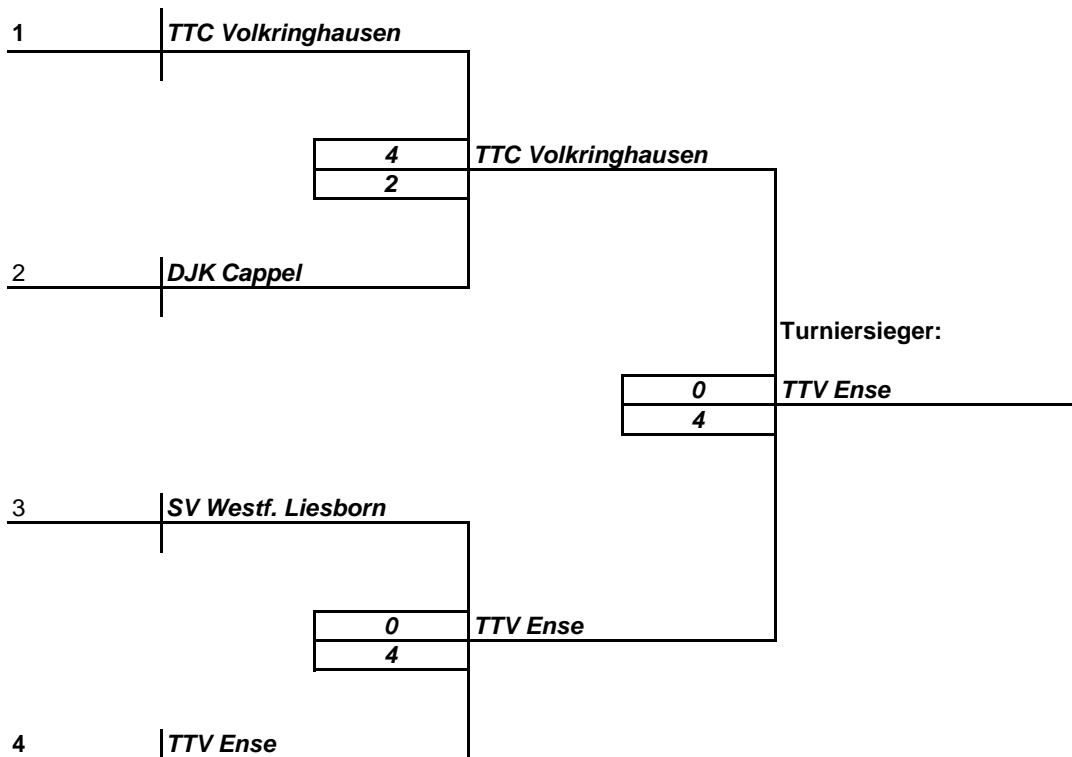 1 TTC Volkringhausen
4 TTC Volkringhausen
2
2 DJK Cappel
Turniersieger:
0 TTV Ense
4
3 SV Westf. Liesborn
0 TTV Ense
4
4 TTV Ense